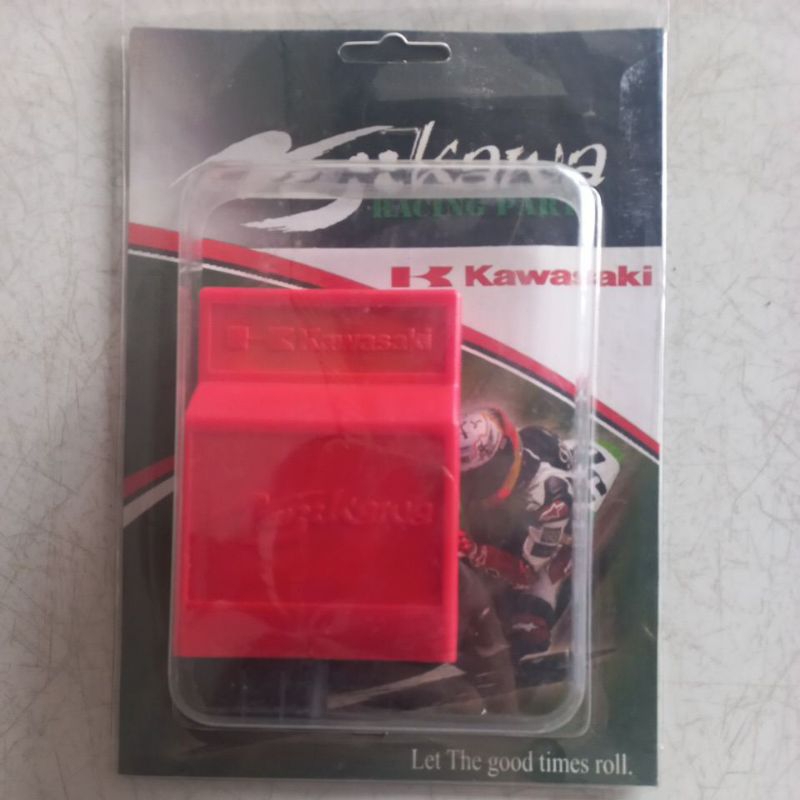 RACING PART
Kawasaki
Kawasaki
Let The good times roll.